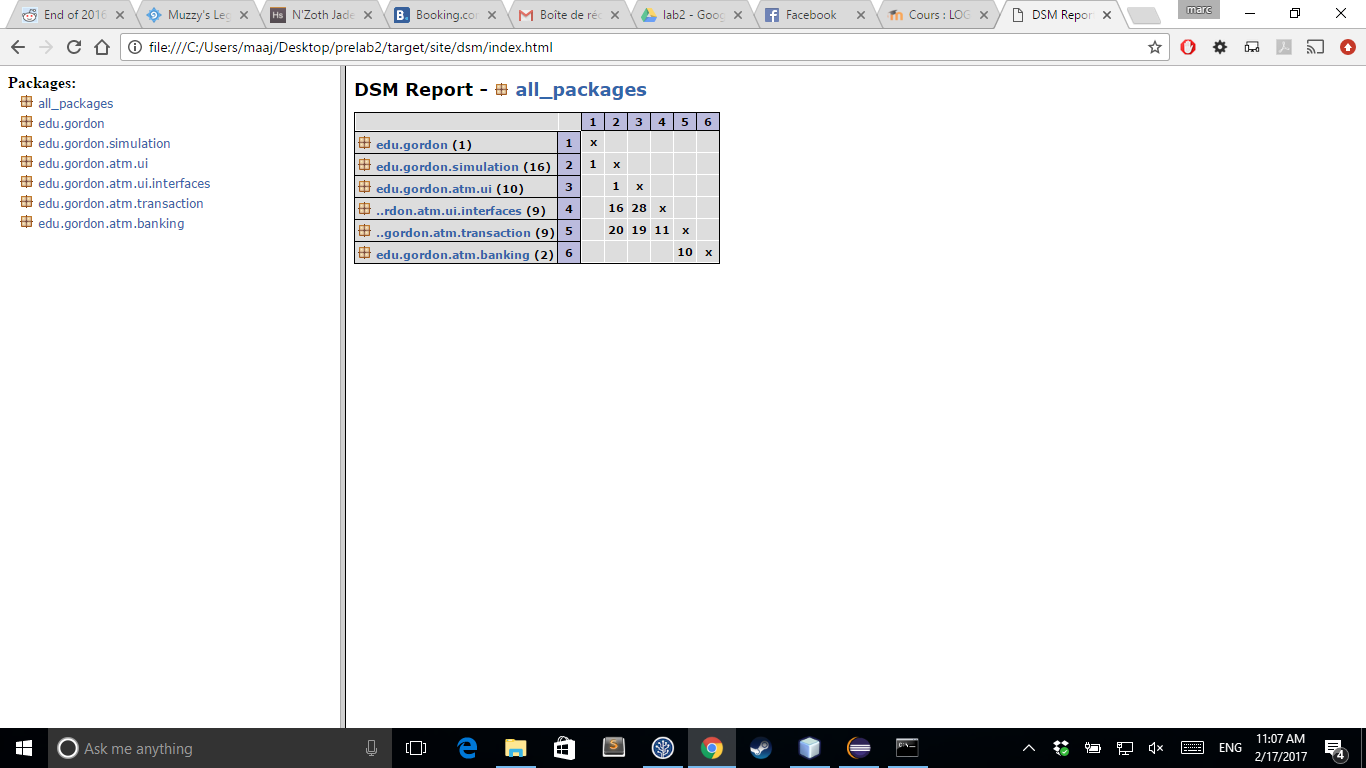 End of 2016
Muzzy's Leg
N'Zoth Jade
Booking.co
Boîte de réc
lab2 - Goog
Facebook
Cours : LOG
DSM Repor
marc
file:///C:/Users/maaj/Desktop/prelab2/target/site/dsm/index.html
Packages:
all_packages
edu.gordon
edu.gordon.simulation
edu.gordon.atm.ui
edu.gordon.atm.ui.interfaces
edu.gordon.atm.transaction
edu.gordon.atm.banking
DSM Report - all_packages
1 2 3 4 5 6
edu.gordon (1) 1 x
edu.gordon.simulation (16) 2 1 x
edu.gordon.atm.ui (10) 3 1 x
..rdon.atm.ui.interfaces (9) 4 16 28 x
..gordon.atm.transaction (9) 5 20 19 11 x
edu.gordon.atm.banking (2) 6 10 x
Ask me anything
ENG
11:07 AM
2/17/2017
4